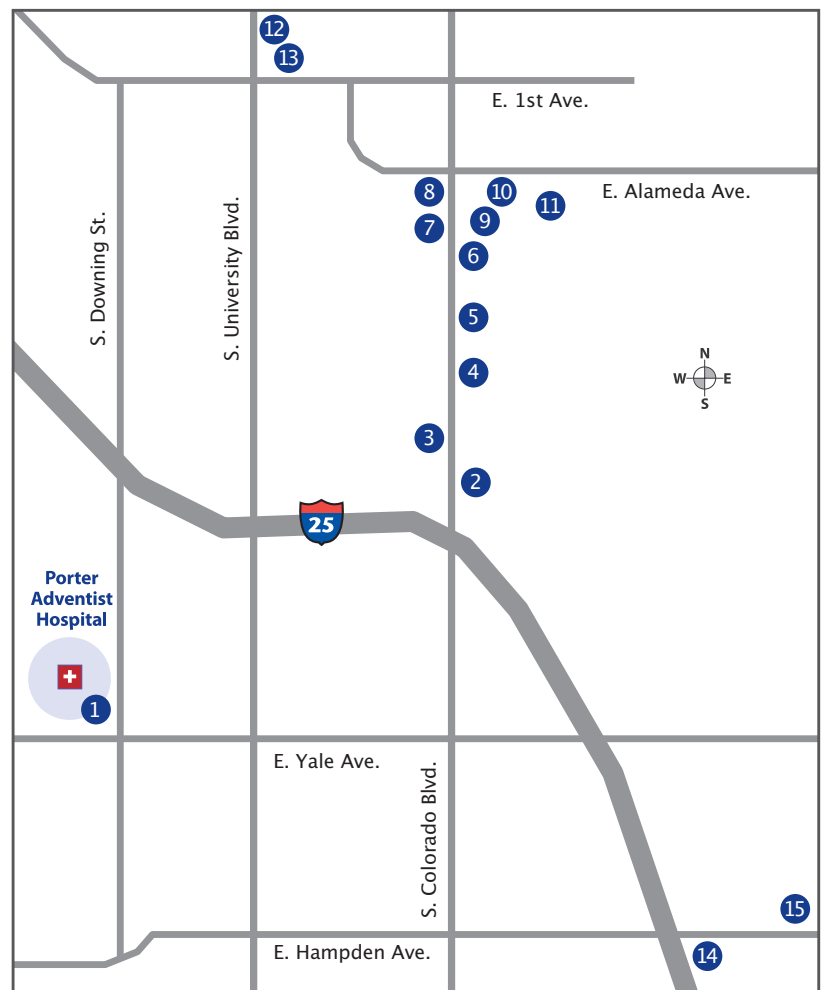 12
13
E. 1st Ave.
8
10
11
E. Alameda Ave.
7
9
6
S. Downing St.
S. University Blvd.
5
4
N
W
E
S
3
2
25
Porter
Adventist
Hospital
1
E. Yale Ave.
S. Colorado Blvd.
15
E. Hampden Ave.
14